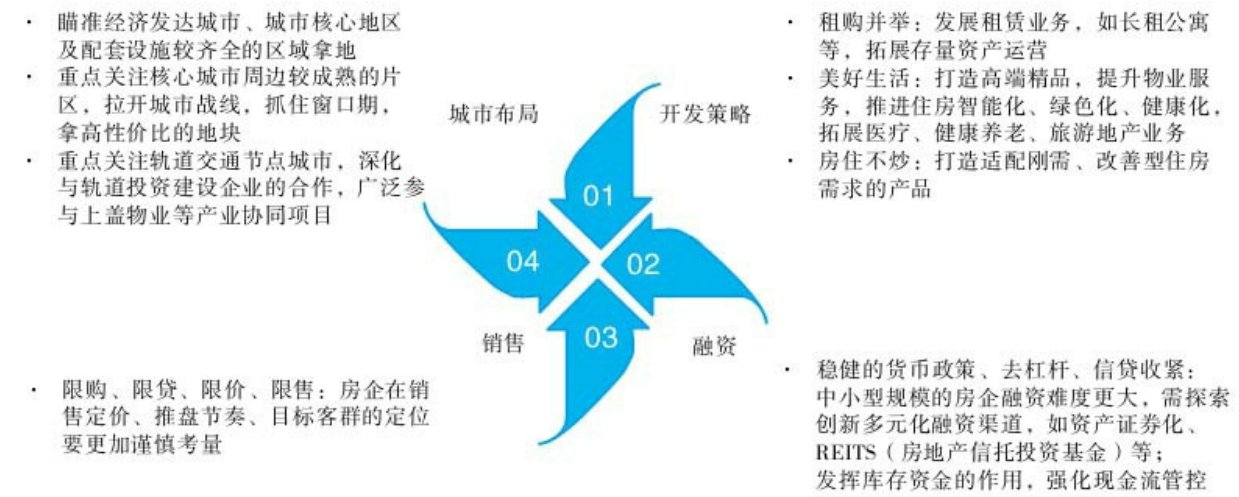 · 瞄准经济发达城市、城市核心地区
及配套设施较齐全的区域拿地
· 重点关注核心城市周边较成熟的片
区，拉开城市战线，抓住窗口期，
拿高性价比的地块
· 重点关注轨道交通节点城市，深化
与轨道投资建设企业的合作，广泛参
与上盖物业等产业协同项目
城市布局
开发策略
· 租购并举：发展租赁业务，如长租公寓
等，拓展存量资产运营
· 美好生活：打造高端精品，提升物业服
务，推进住房智能化、绿色化、健康化，
拓展医疗、健康养老、旅游地产业务
· 房住不炒：打造适配刚需、改善型住房
需求的产品
01
04
02
03
销售
融资
· 限购、限贷、限价、限售：房企在销
售定价、推盘节奏、目标客群的定位
要更加谨慎考量
· 稳健的货币政策、去杠杆、信贷收紧：
中小型规模的房企融资难度更大，需探索
创新多元化融资渠道，如资产证券化、
REITS（房地产信托投资基金）等；
发挥库存资金的作用，强化现金流管控